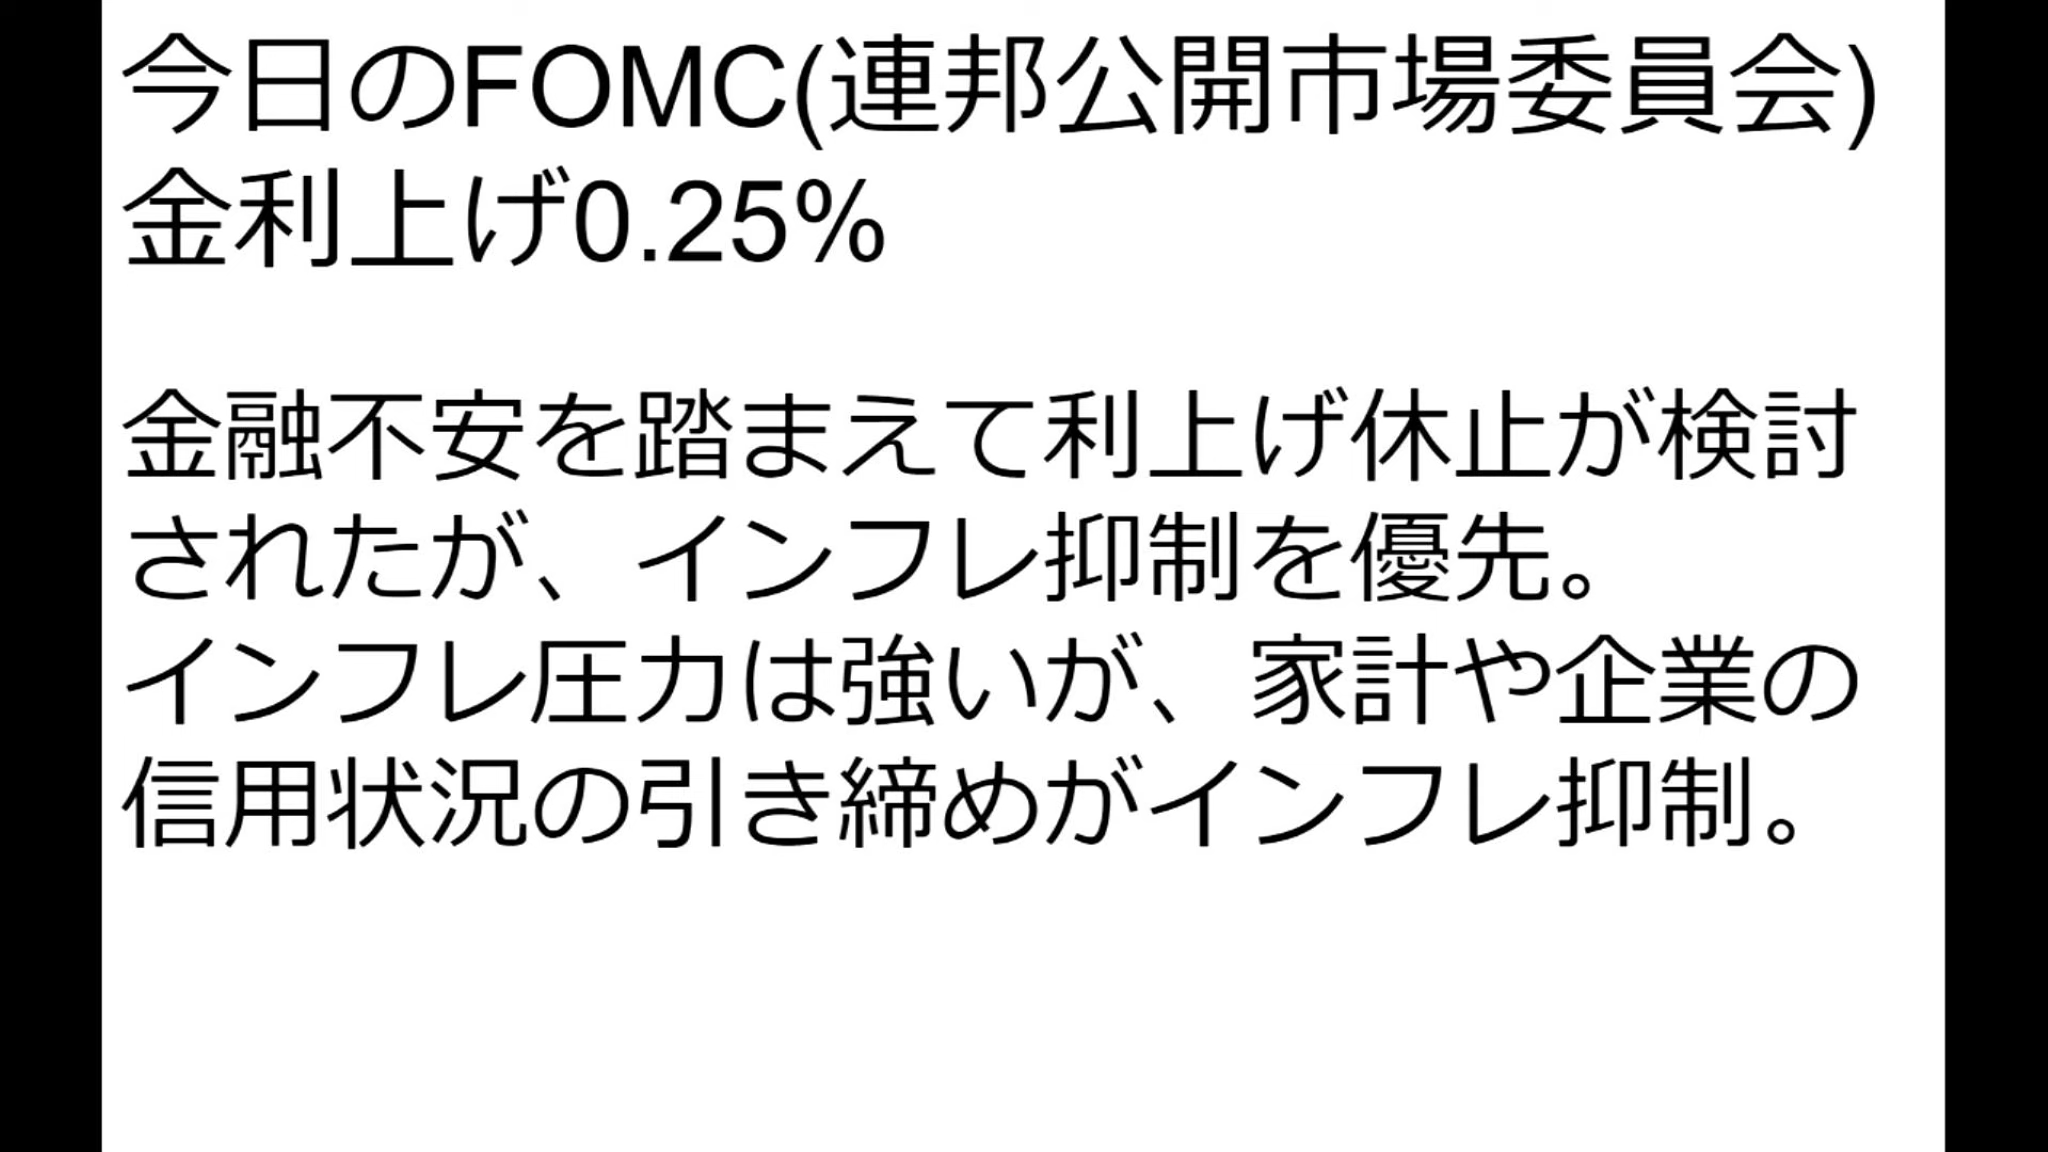 今日のFOMC(連邦公開市場委員会)
金利上げ0.25%
金融不安を踏まえて利上げ休止が検討
されたが、インフレ抑制を優先。
インフレ圧力は強いが、家計や企業の
信用状況の引き締めがインフレ抑制。